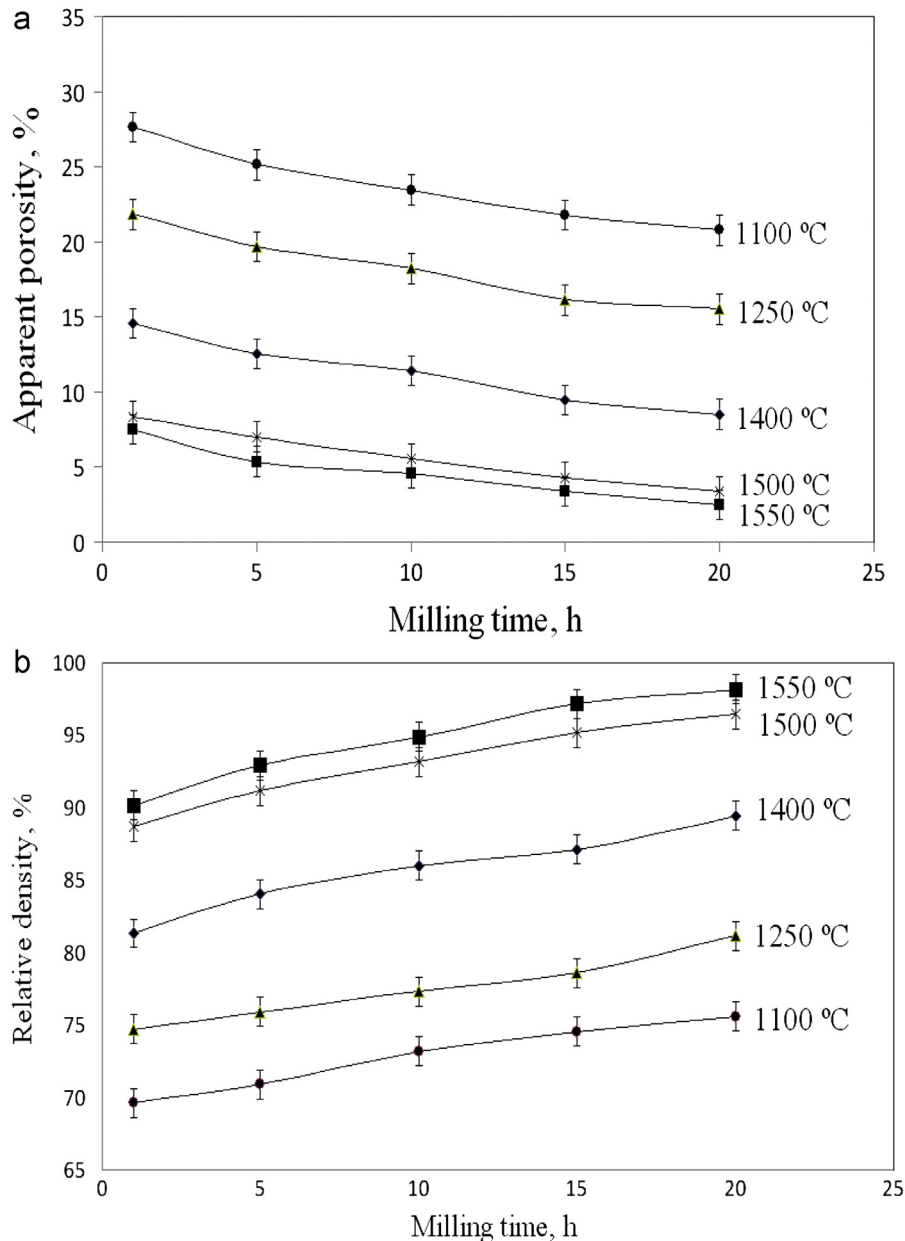 a
35
30
25
20
15
10
5
0
Apparent porosity, %
1100 ºC
1250 ºC
1400 ºC
1500 ºC
1550 ºC
0 5 10 15 20 25
Milling time, h
b
100
95
90
85
80
75
70
65
Relative density, %
1550 ºC
1500 ºC
1400 ºC
1250 ºC
1100 ºC
0 5 10 15 20 25
Milling time, h